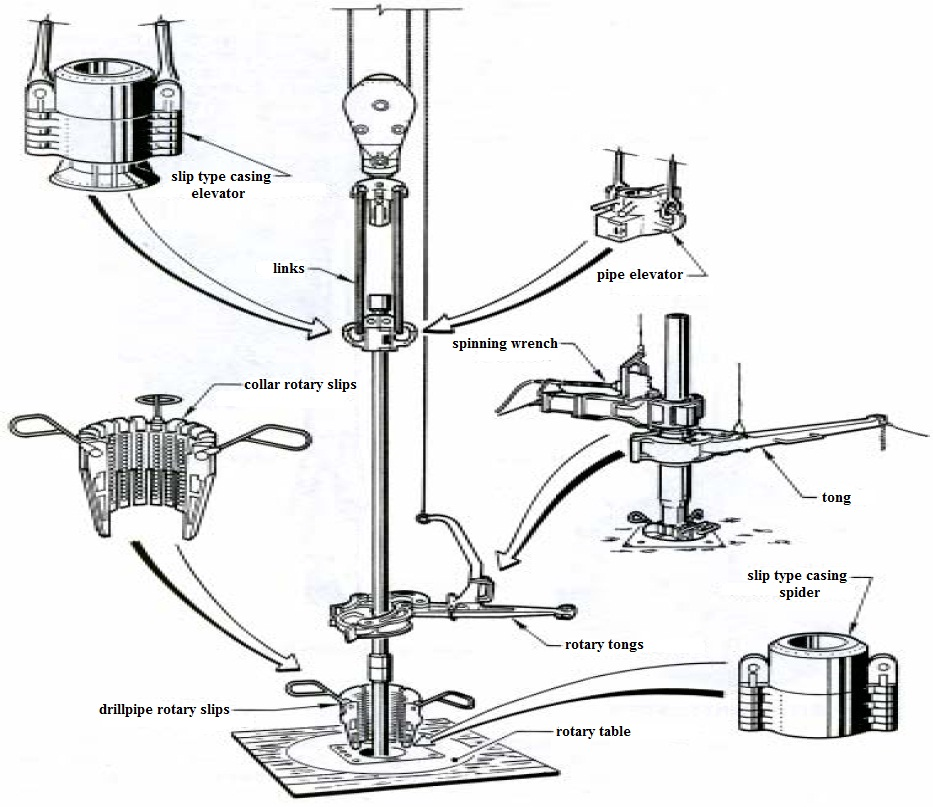 slip type casing
elevator
links
pipe elevator
spinning wrench
collar rotary slips
tong
slip type casing
spider
rotary tongs
drillpipe rotary slips
rotary table